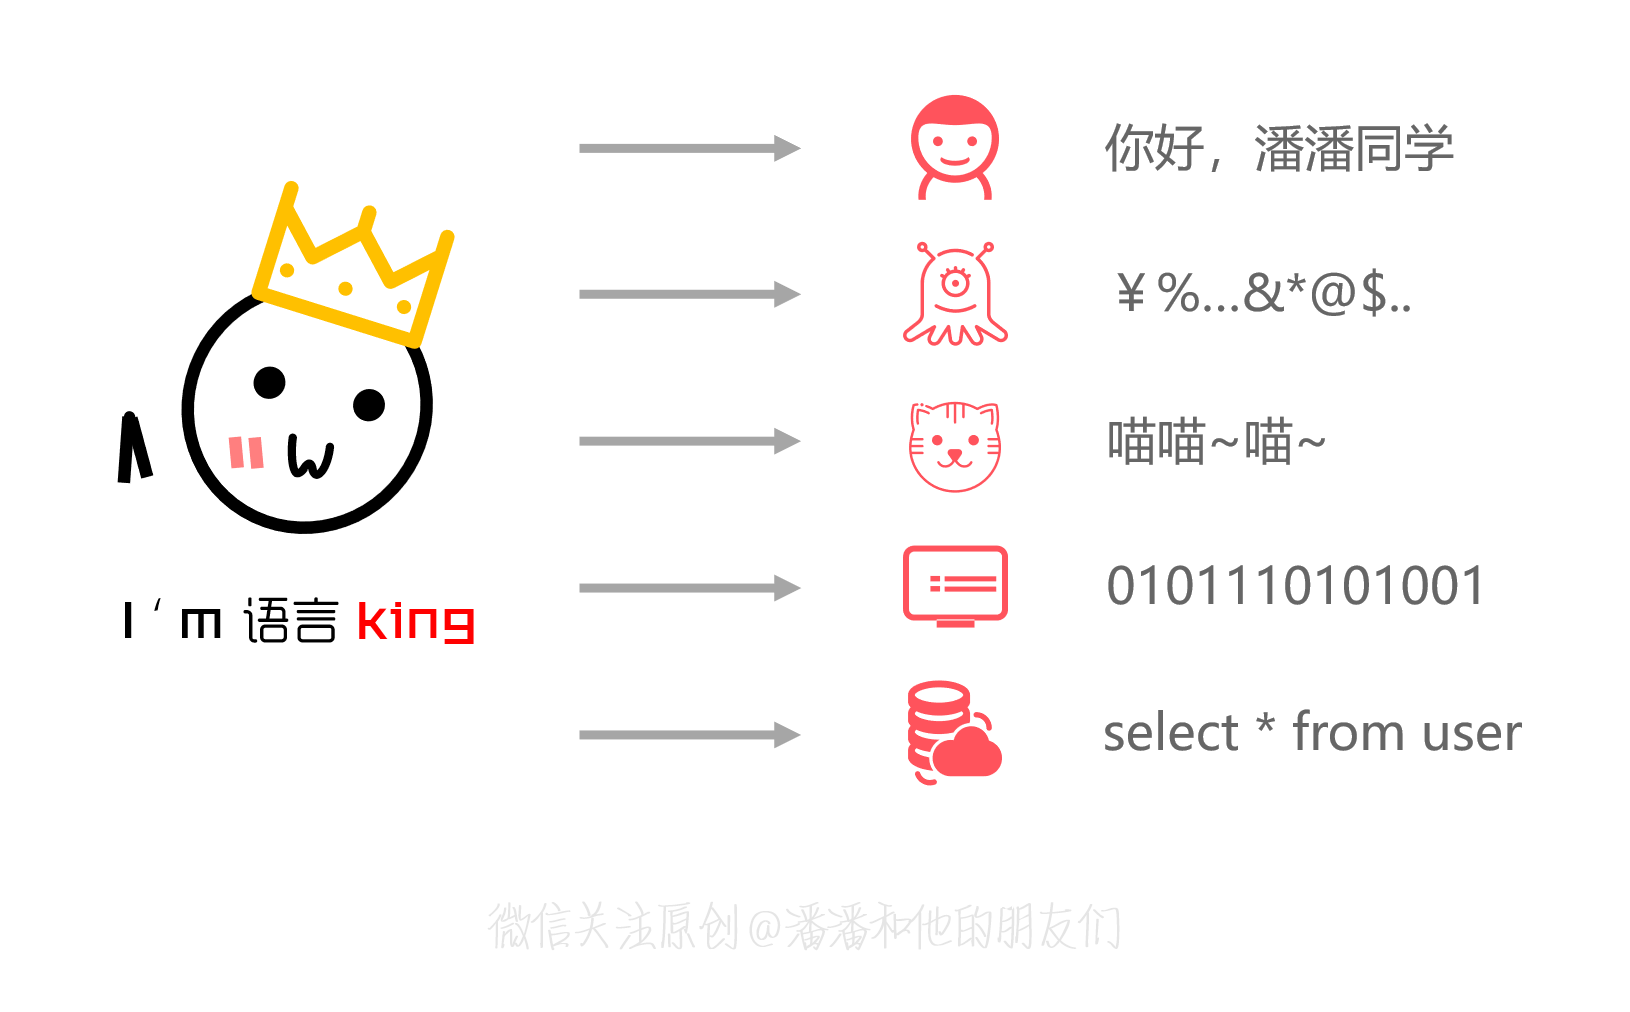 你好，潘潘同学
￥%...&*@$..
喵喵~喵~
I‘m 语言 king
0101110101001
select * from user
微信关注原创@潘潘和他的朋友们